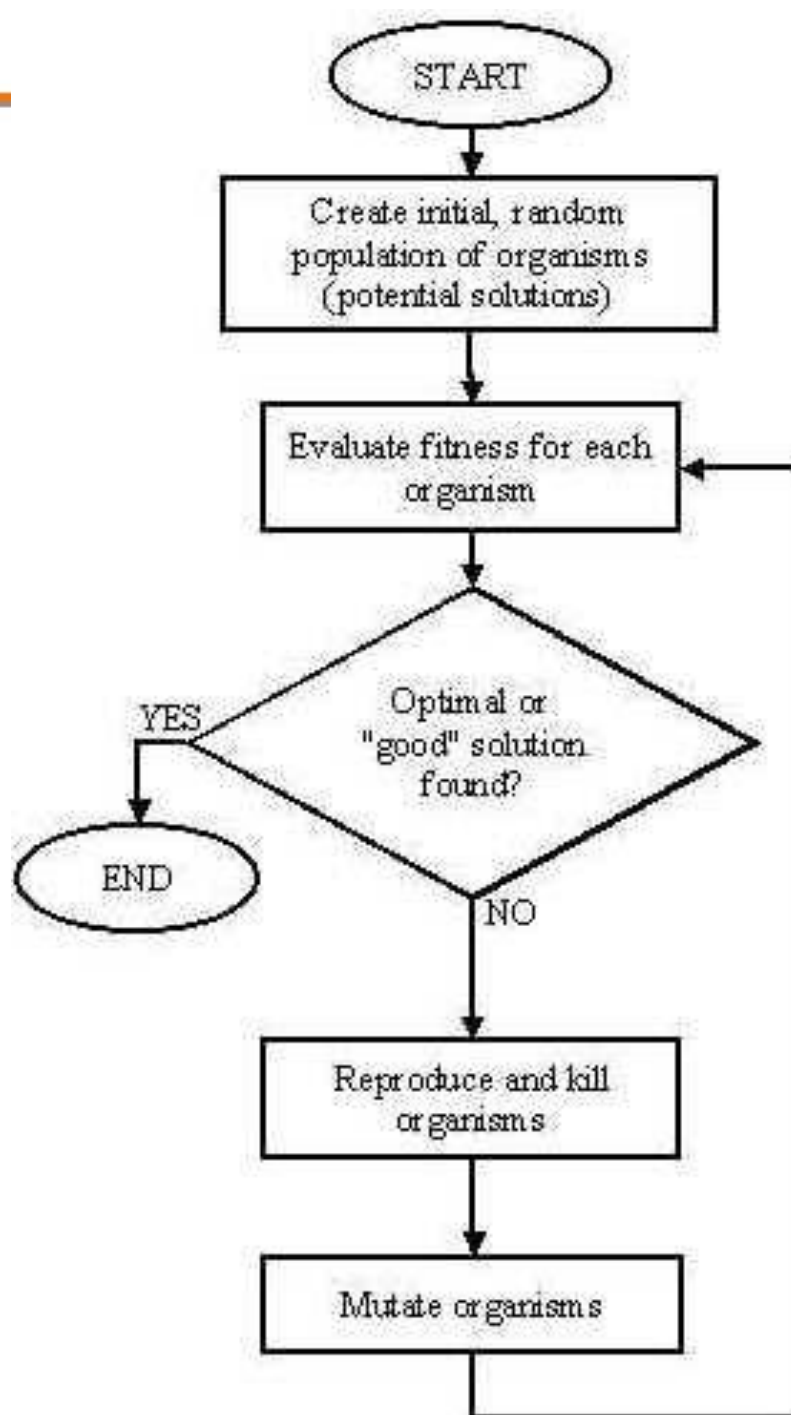 START
Create initial, random
population of organisms
(potential solutions)
Evaluate fitness for each
organism
Optimal or
"good" solution
found?
YES
END
NO
Reproduce and kill
organisms
Mutate organisms